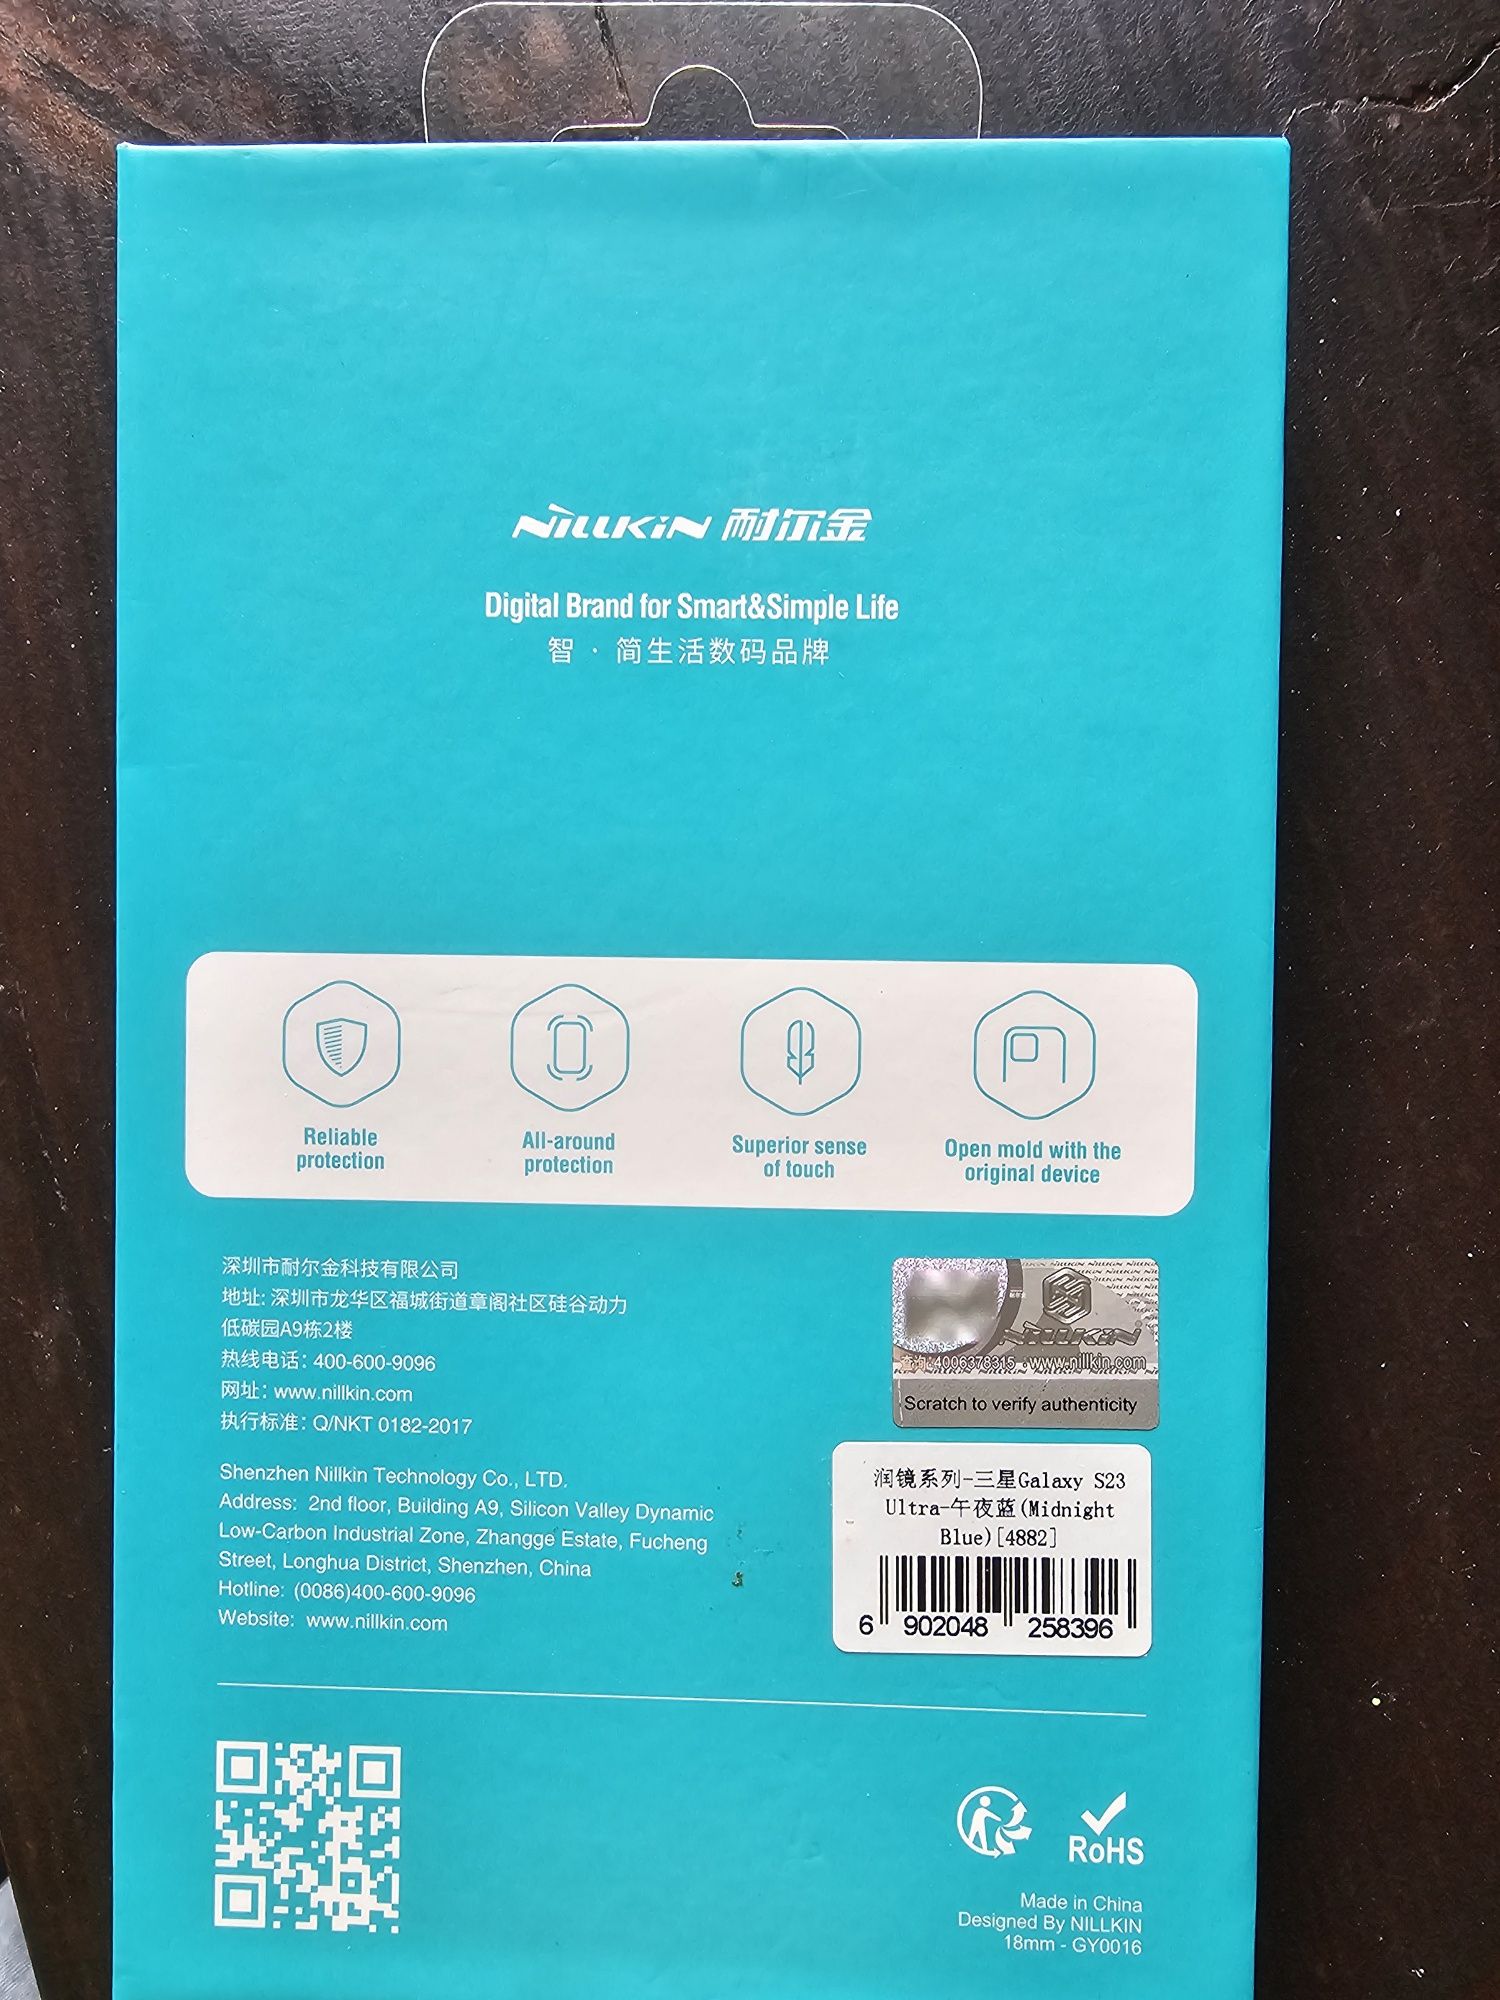 NILLKIN 耐尔金
Digital Brand for Smart&Simple Life
智 · 简生活数码品牌
Reliable
protection
All-around
protection
Superior sense
of touch
Open mold with the
original device
深圳市耐尔金科技有限公司
地址: 深圳市龙华区福城街道章阁社区硅谷动力
低碳园A9栋2楼
热线电话: 400-600-9096
网址: www.nillkin.com
执行标准: Q/NKT 0182-2017
Shenzhen Nillkin Technology Co., LTD.
Address: 2nd floor, Building A9, Silicon Valley Dynamic
Low-Carbon Industrial Zone, Zhangge Estate, Fucheng
Street, Longhua District, Shenzhen, China
Hotline: (0086)400-600-9096
Website: www.nillkin.com
NILLKIN
查询:4006378315 www.nillkin.com
Scratch to verify authenticity
润镜系列-三星Galaxy S23
Ultra-午夜蓝(Midnight
Blue)[4882]
6 902048 258396
RoHS
Made in China
Designed By NILLKIN
18mm - GY0016